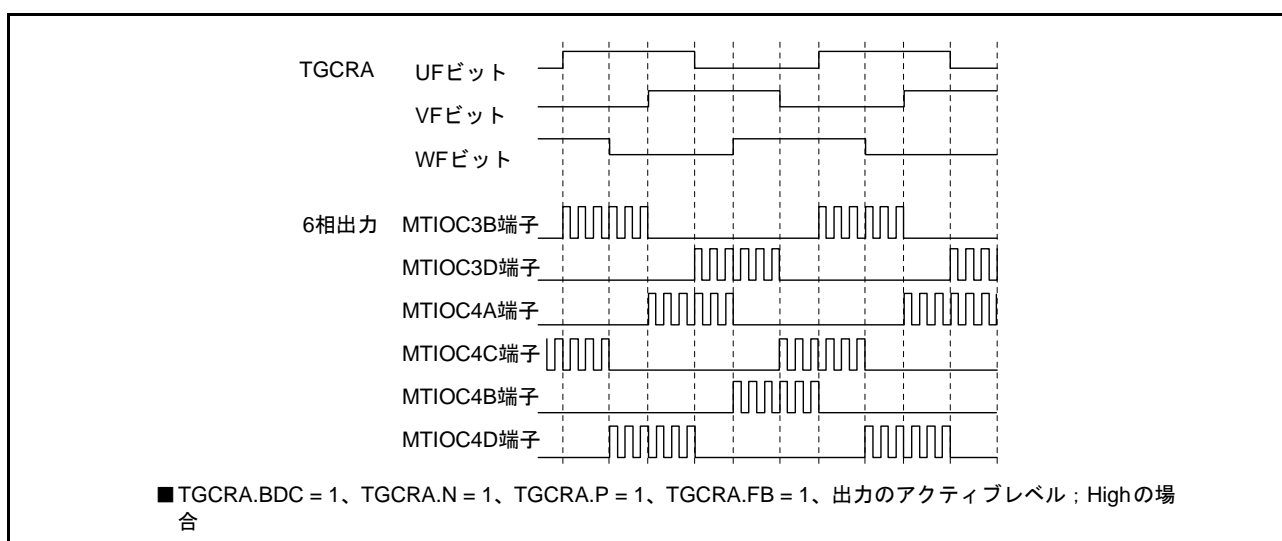 TGCRA UFビット
VFビット
WFビット
6相出力 MTIOC3B端子
MTIOC3D端子
MTIOC4A端子
MTIOC4C端子
MTIOC4B端子
MTIOC4D端子
■TGCRA.BDC = 1、TGCRA.N = 1、TGCRA.P = 1、TGCRA.FB = 1、出力のアクティブレベル；Highの場
合